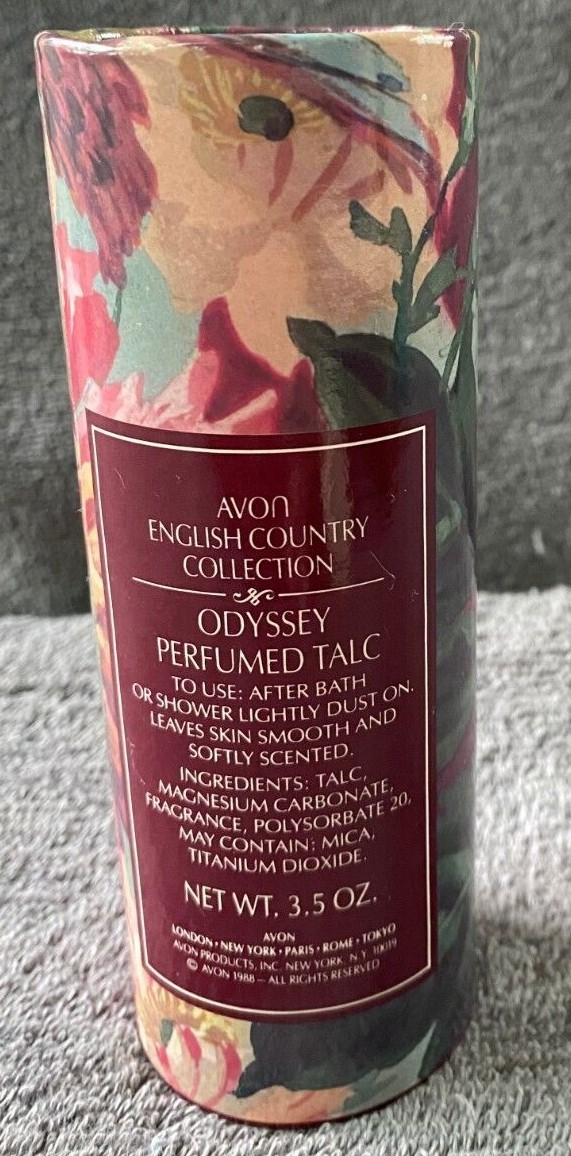 AVON
ENGLISH COUNTRY
COLLECTION
ODYSSEY
PERFUMED TALC
TO USE: AFTER BATH
OR SHOWER LIGHTLY DUST ON.
LEAVES SKIN SMOOTH AND
SOFTLY SCENTED.
INGREDIENTS: TALC,
MAGNESIUM CARBONATE,
FRAGRANCE, POLYSORBATE 20,
MAY CONTAIN: MICA,
TITANIUM DIOXIDE.
NET WT. 3.5 OZ.
AVON
LONDON • NEW YORK • PARIS • ROME • TOKYO
AVON PRODUCTS, INC. NEW YORK, N.Y. 10019
© AVON 1988 — ALL RIGHTS RESERVED